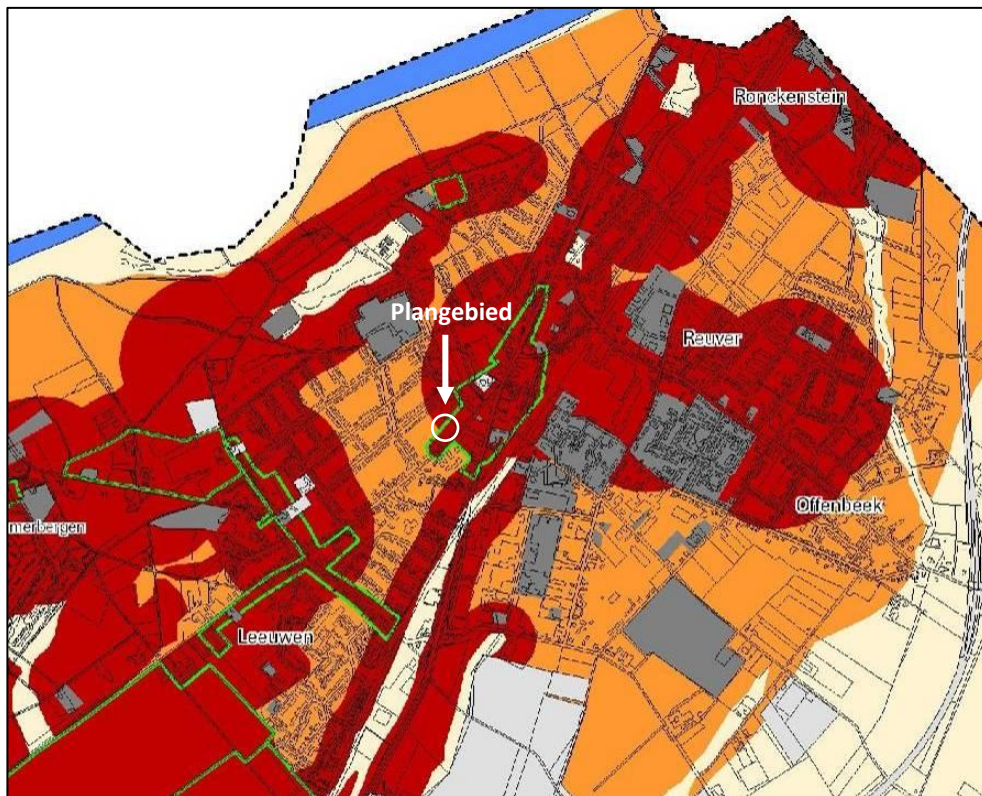 Ronckenstein
Plangebied
Reuver
Offenbeek
merbergen
Leeuwen